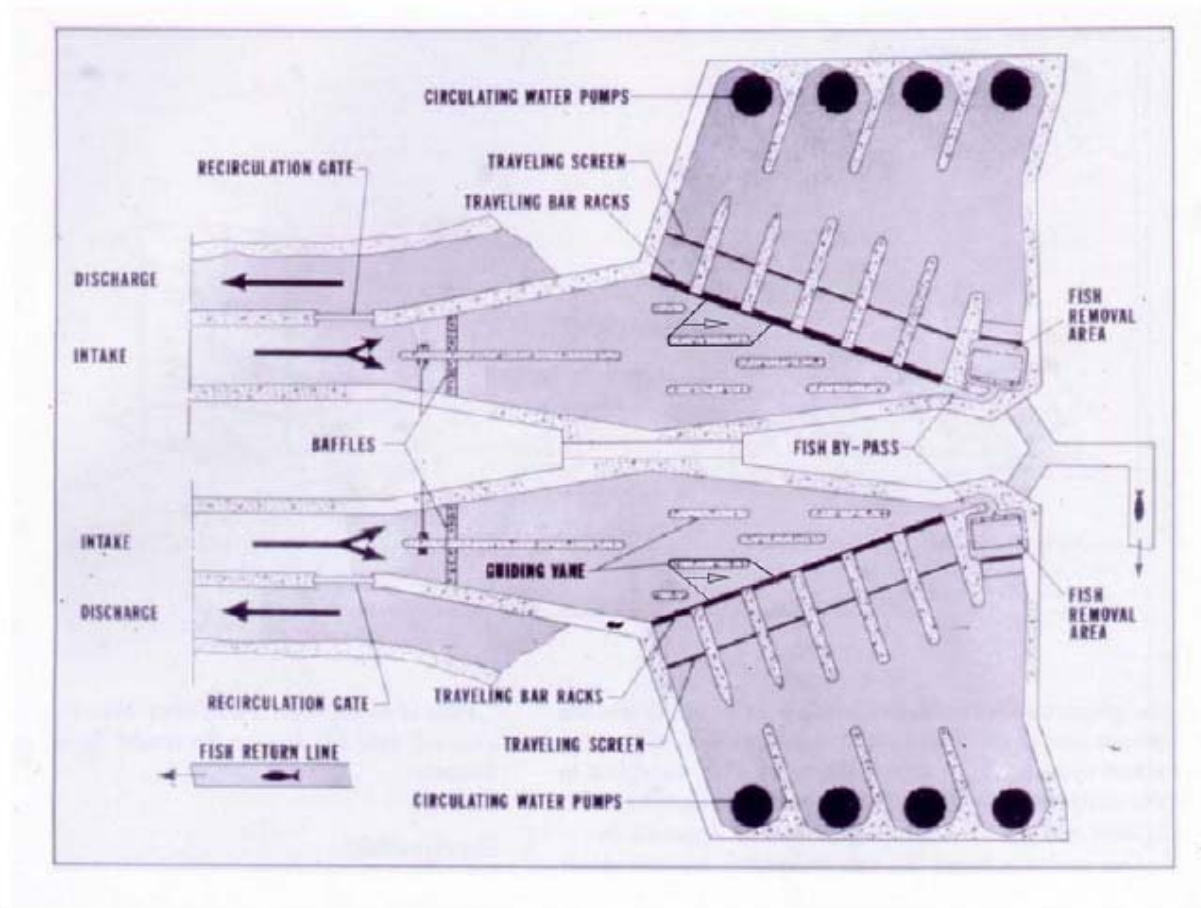 CIRCULATING WATER PUMPS
TRAVELING SCREEN
RECIRCULATION GATE
TRAVELING BAR RACKS
DISCHARGE
FISH
REMOVAL
AREA
INTAKE
BAFFLES
FISH BY-PASS
INTAKE
GUIDING VANE
DISCHARGE
FISH
REMOVAL
AREA
TRAVELING BAR RACKS
RECIRCULATION GATE
TRAVELING SCREEN
FISH RETURN LINE
CIRCULATING WATER PUMPS